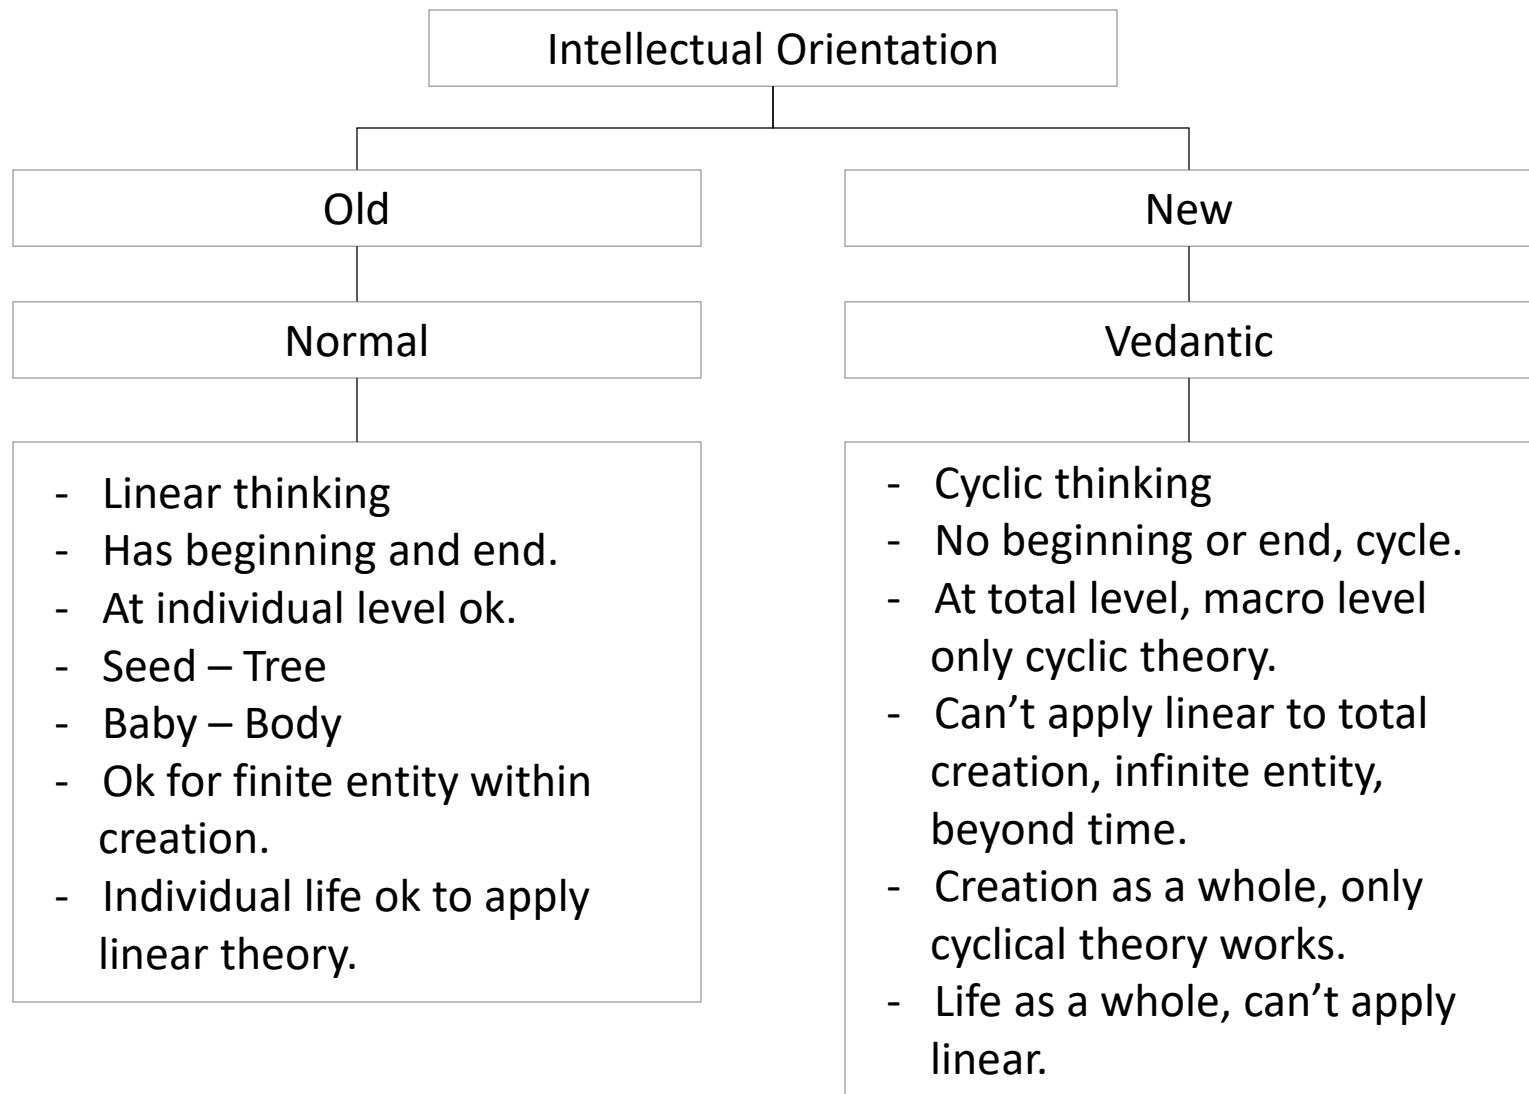 Intellectual Orientation
Old
New
Normal
Vedantic
- Linear thinking
- Has beginning and end.
- At individual level ok.
- Seed – Tree
- Baby – Body
- Ok for finite entity within
creation.
- Individual life ok to apply
linear theory.
- Cyclic thinking
- No beginning or end, cycle.
- At total level, macro level
only cyclic theory.
- Can’t apply linear to total
creation, infinite entity,
beyond time.
- Creation as a whole, only
cyclical theory works.
- Life as a whole, can’t apply
linear.